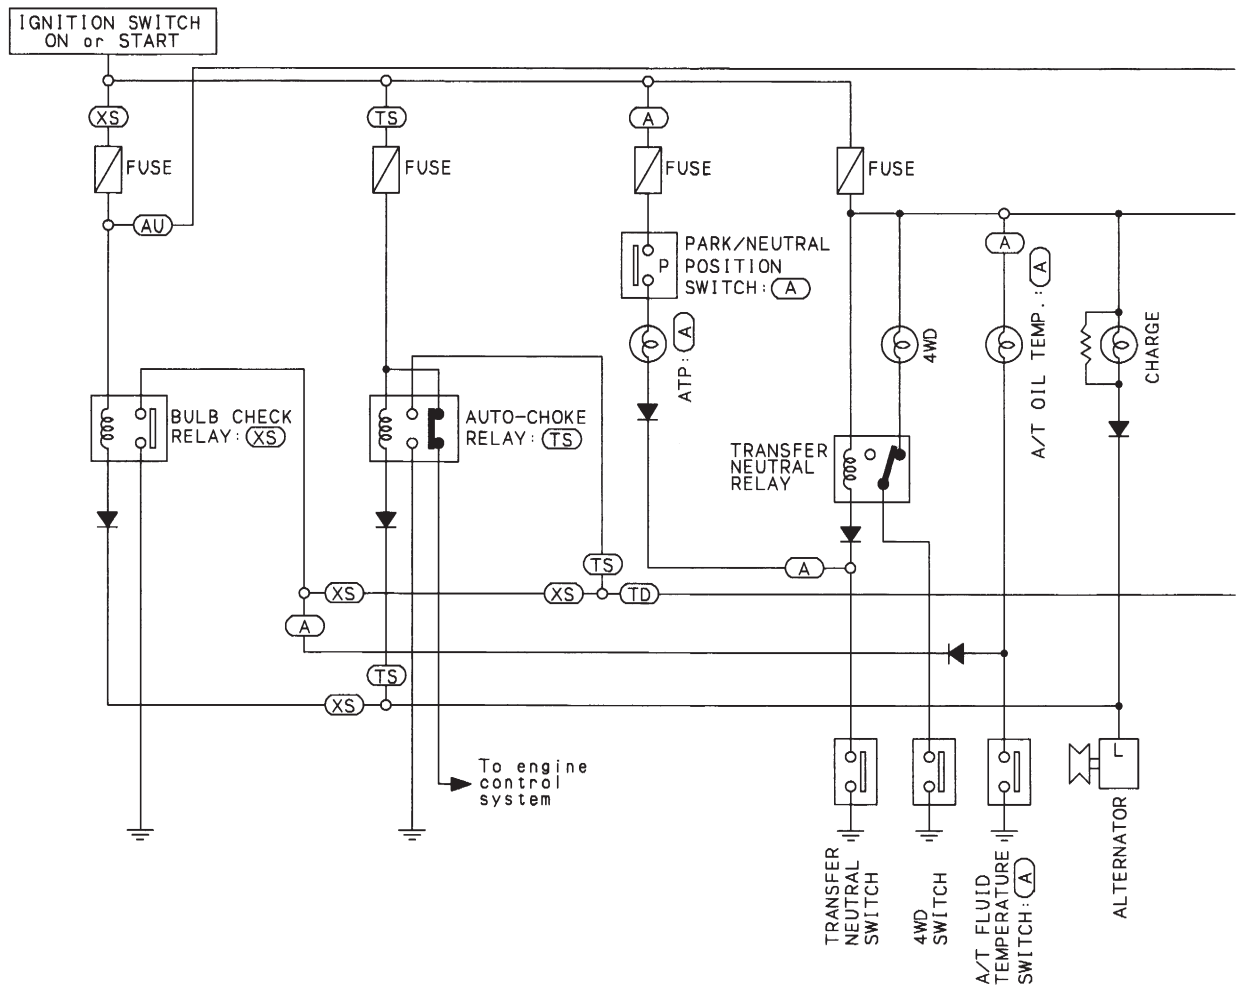 IGNITION SWITCH
ON or START
XS
TS
A
FUSE
FUSE
FUSE
FUSE
AU
PARK/NEUTRAL
POSITION
SWITCH: A
P
A
A/T OIL TEMP.: A
ATP: A
4WD
CHARGE
BULB CHECK
RELAY: XS
AUTO-CHOKE
RELAY: TS
TRANSFER
NEUTRAL
RELAY
TS
A
XS
XS
TD
A
TS
XS
To engine
control
system
L
TRANSFER
NEUTRAL
SWITCH
4WD
SWITCH
A/T FLUID
TEMPERATURE
SWITCH: A
ALTERNATOR